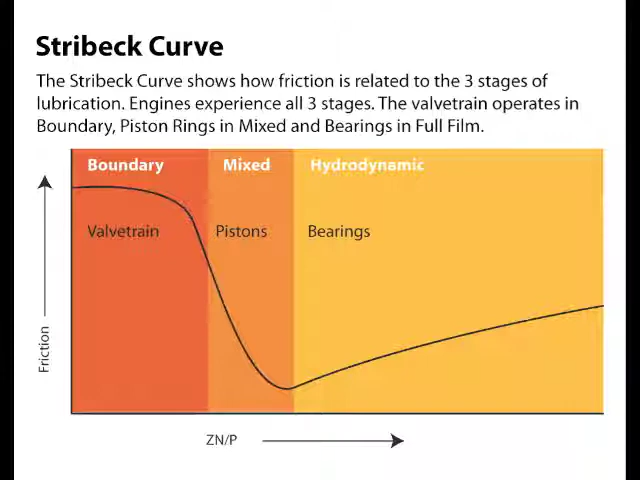 Stribeck Curve
The Stribeck Curve shows how friction is related to the 3 stages of
lubrication. Engines experience all 3 stages. The valvetrain operates in
Boundary, Piston Rings in Mixed and Bearings in Full Film.
Boundary Mixed Hydrodynamic
Valvetrain Pistons Bearings
Friction
ZN/P